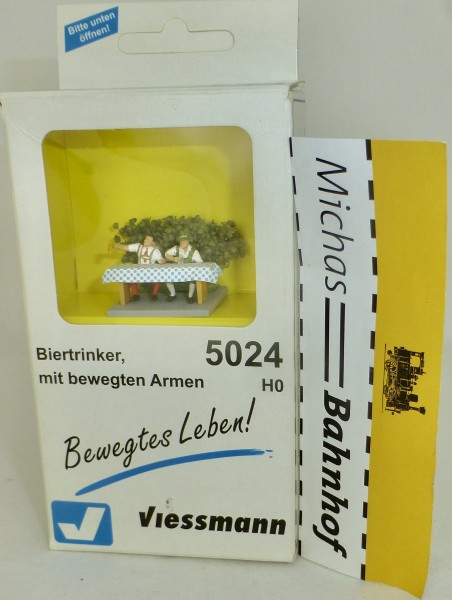 Bitte unten
öffnen!
Biertrinker,
mit bewegten Armen
5024
H0
Bewegtes Leben!
Viessmann
Michas
Bahnhof